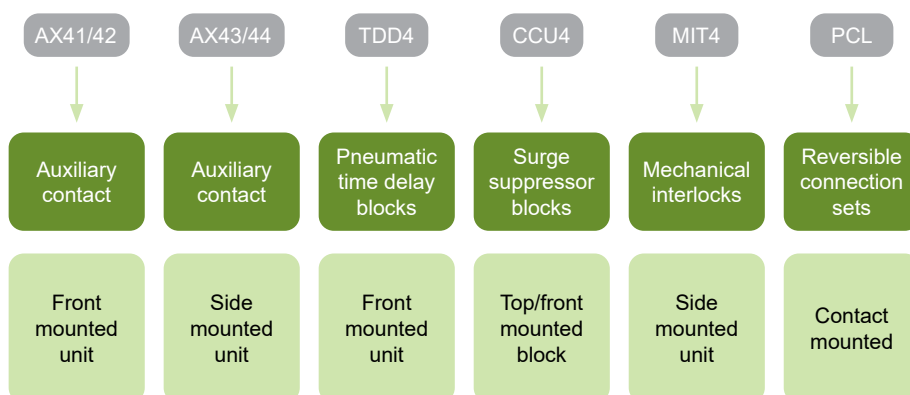 AX41/42
AX43/44
TDD4
CCU4
MIT4
PCL
Auxiliary
contact
Auxiliary
contact
Pneumatic
time delay
blocks
Surge
suppressor
blocks
Mechanical
interlocks
Reversible
connection
sets
Front
mounted
unit
Side
mounted
unit
Front
mounted
unit
Top/front
mounted
block
Side
mounted
unit
Contact
mounted